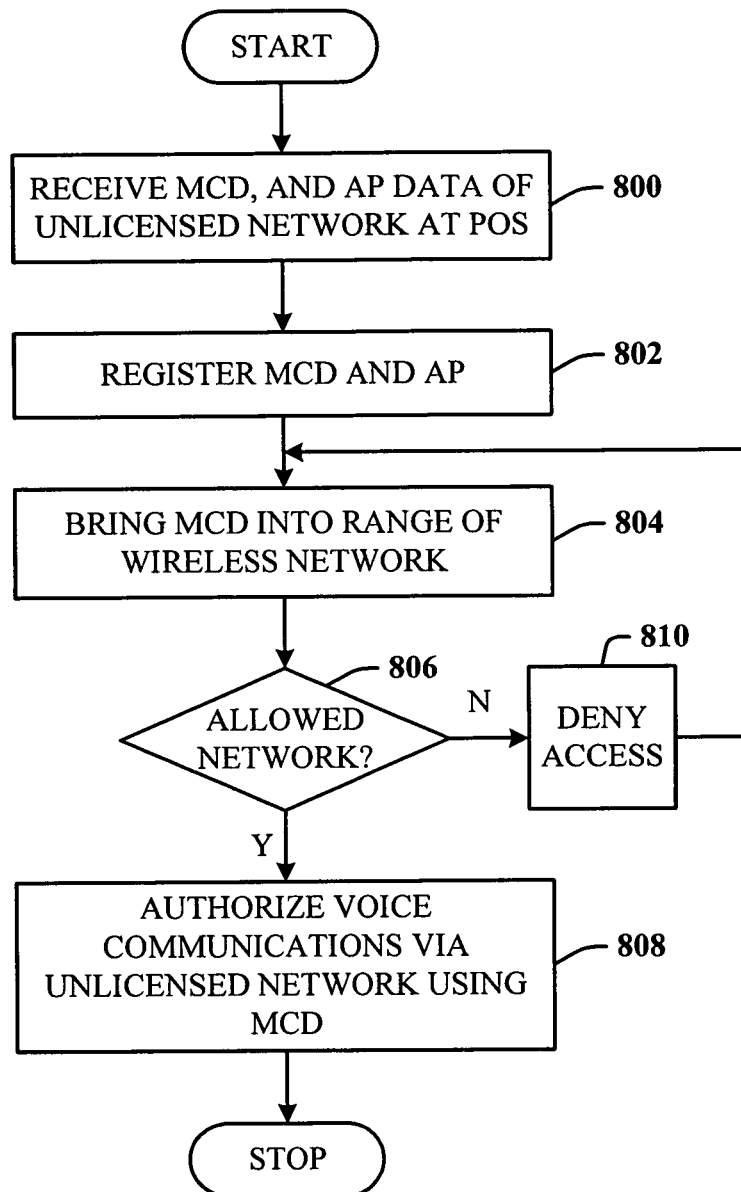 START
RECEIVE MCD, AND AP DATA OF
UNLICENSED NETWORK AT POS
800
REGISTER MCD AND AP
802
BRING MCD INTO RANGE OF
WIRELESS NETWORK
804
806
ALLOWED
NETWORK?
N
810
DENY
ACCESS
Y
AUTHORIZE VOICE
COMMUNICATIONS VIA
UNLICENSED NETWORK USING
MCD
808
STOP